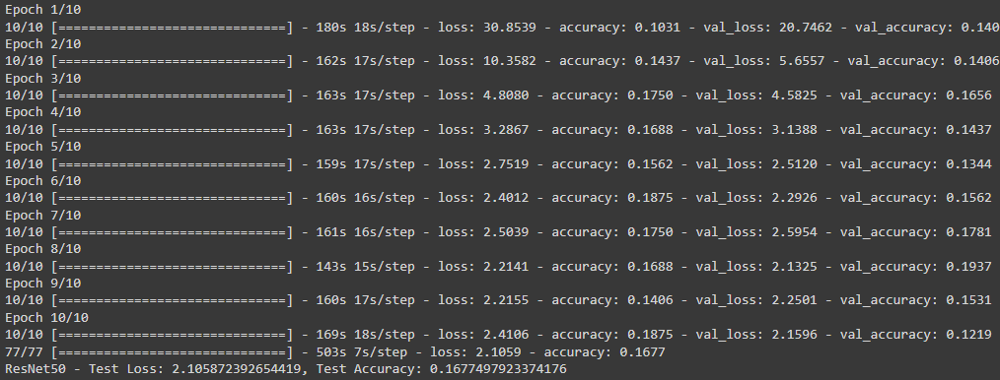 Epoch 1/10
10/10 [==============================] - 180s 18s/step - loss: 30.8539 - accuracy: 0.1031 - val_loss: 20.7462 - val_accuracy: 0.140
Epoch 2/10
10/10 [==============================] - 162s 17s/step - loss: 10.3582 - accuracy: 0.1437 - val_loss: 5.6557 - val_accuracy: 0.1406
Epoch 3/10
10/10 [==============================] - 163s 17s/step - loss: 4.8080 - accuracy: 0.1750 - val_loss: 4.5825 - val_accuracy: 0.1656
Epoch 4/10
10/10 [==============================] - 163s 17s/step - loss: 3.2867 - accuracy: 0.1688 - val_loss: 3.1388 - val_accuracy: 0.1437
Epoch 5/10
10/10 [==============================] - 159s 17s/step - loss: 2.7519 - accuracy: 0.1562 - val_loss: 2.5120 - val_accuracy: 0.1344
Epoch 6/10
10/10 [==============================] - 160s 16s/step - loss: 2.4012 - accuracy: 0.1875 - val_loss: 2.2926 - val_accuracy: 0.1562
Epoch 7/10
10/10 [==============================] - 161s 16s/step - loss: 2.5039 - accuracy: 0.1750 - val_loss: 2.5954 - val_accuracy: 0.1781
Epoch 8/10
10/10 [==============================] - 143s 15s/step - loss: 2.2141 - accuracy: 0.1688 - val_loss: 2.1325 - val_accuracy: 0.1937
Epoch 9/10
10/10 [==============================] - 160s 17s/step - loss: 2.2155 - accuracy: 0.1406 - val_loss: 2.2501 - val_accuracy: 0.1531
Epoch 10/10
10/10 [==============================] - 169s 18s/step - loss: 2.4106 - accuracy: 0.1875 - val_loss: 2.1596 - val_accuracy: 0.1219
77/77 [==============================] - 503s 7s/step - loss: 2.1059 - accuracy: 0.1677
ResNet50 - Test Loss: 2.105872392654419, Test Accuracy: 0.1677497923374176